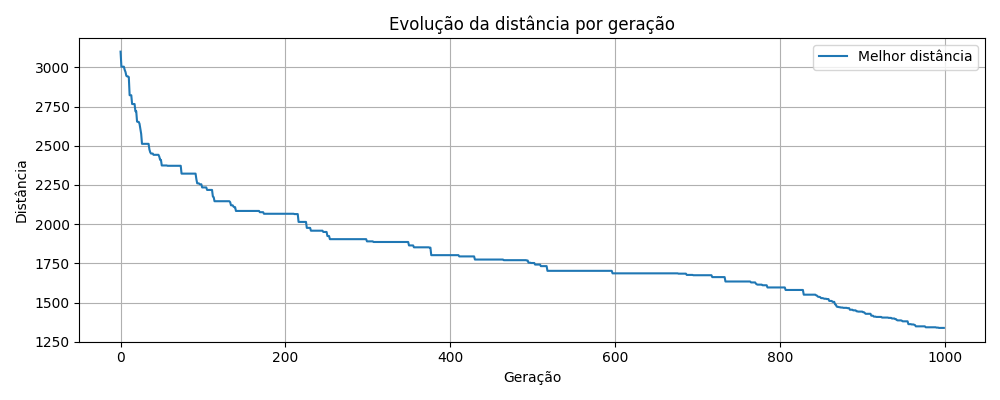 Evolução da distância por geração
Melhor distância
Distância
3000
2750
2500
2250
2000
1750
1500
1250
0 200 400 600 800 1000
Geração